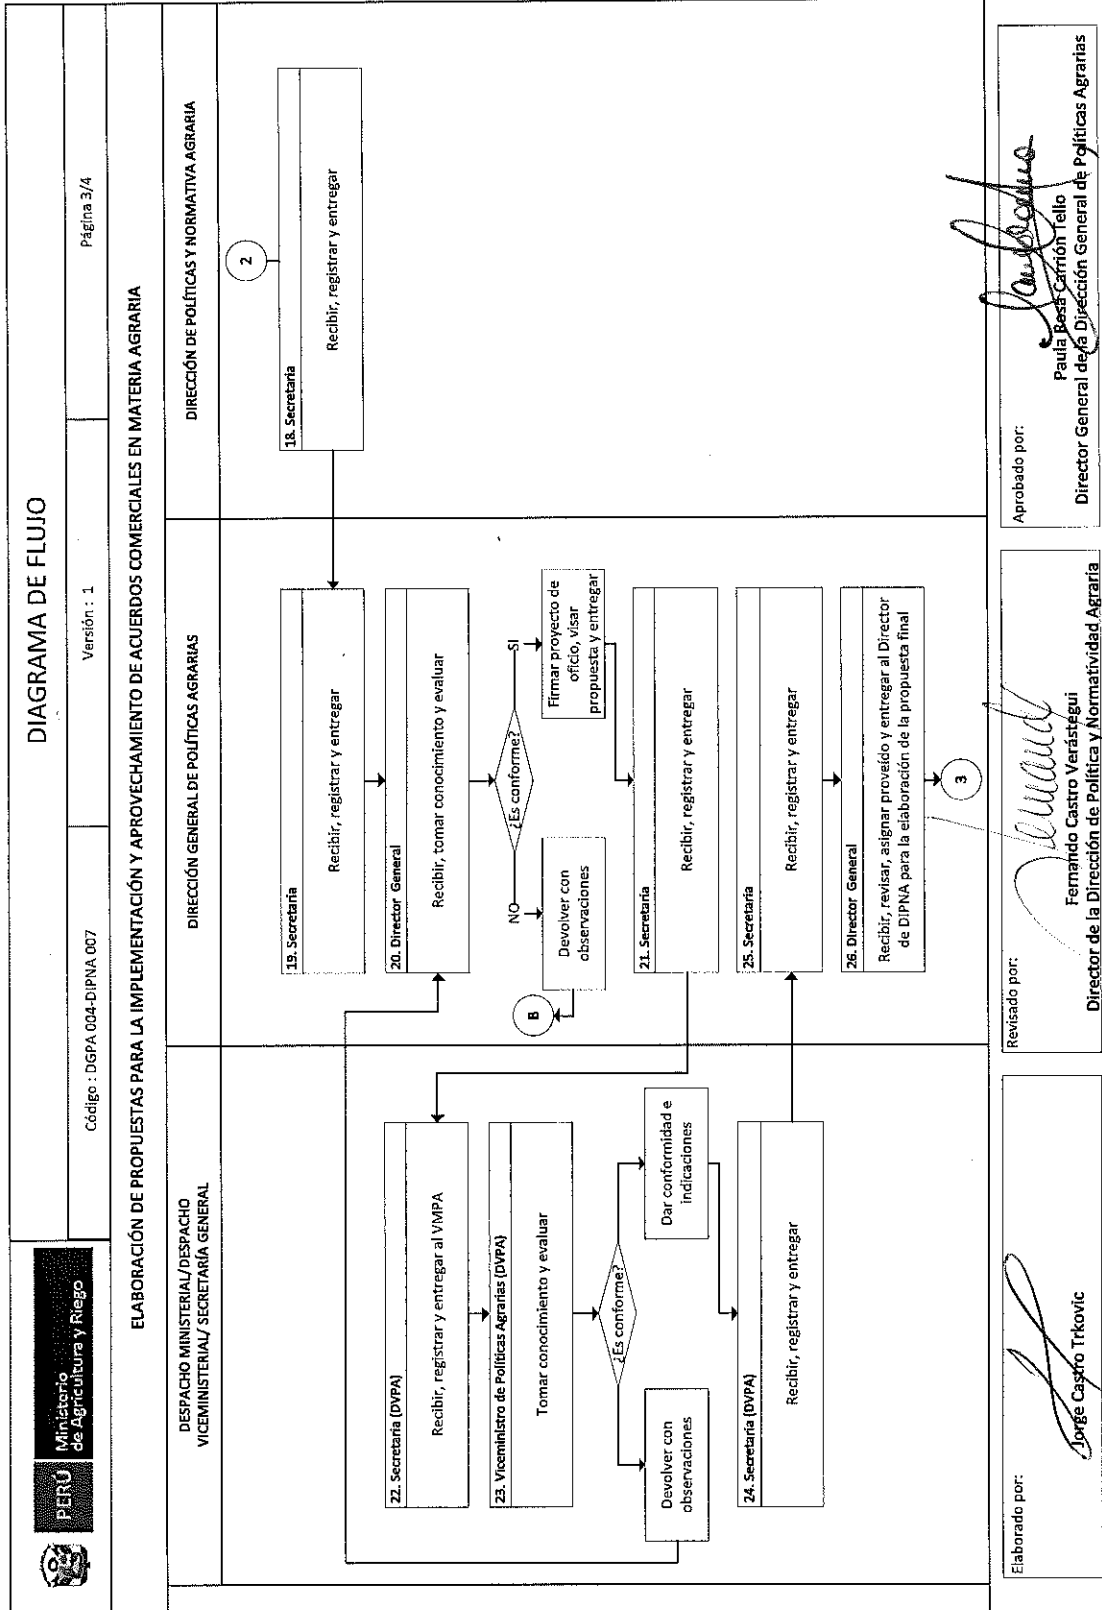 PERÚ
Ministerio
de Agricultura y Riego
DIAGRAMA DE FLUJO
Código : DGPA 004-DIPNA 007
Versión : 1
Página 3/4
ELABORACIÓN DE PROPUESTAS PARA LA IMPLEMENTACIÓN Y APROVECHAMIENTO DE ACUERDOS COMERCIALES EN MATERIA AGRARIA
DESPACHO MINISTERIAL/DESPACHO
VICEMINISTERIAL/ SECRETARÍA GENERAL
DIRECCIÓN GENERAL DE POLÍTICAS AGRARIAS
DIRECCIÓN DE POLÍTICAS Y NORMATIVA AGRARIA
2
18. Secretaria
Recibir, registrar y entregar
19. Secretaria
Recibir, registrar y entregar
20. Director General
Recibir, tomar conocimiento y evaluar
¿Es conforme?
NO
SI
Devolver con
observaciones
B
Firmar proyecto de
oficio, visar
propuesta y entregar
21. Secretaria
Recibir, registrar y entregar
22. Secretaria (DVPA)
Recibir, registrar y entregar al VMPA
23. Viceministro de Políticas Agrarias (DVPA)
Tomar conocimiento y evaluar
¿Es conforme?
Devolver con
observaciones
Dar conformidad e
indicaciones
24. Secretaria (DVPA)
Recibir, registrar y entregar
25. Secretaria
Recibir, registrar y entregar
26. Director General
Recibir, revisar, asignar proveído y entregar al Director
de DIPNA para la elaboración de la propuesta final
3
Elaborado por:
Jorge Castro Trkovic
Revisado por:
Fernando Castro Verástegui
Director de la Dirección de Política y Normatividad Agraria
Aprobado por:
Paula Rosa Carrión Tello
Director General de la Dirección General de Políticas Agrarias